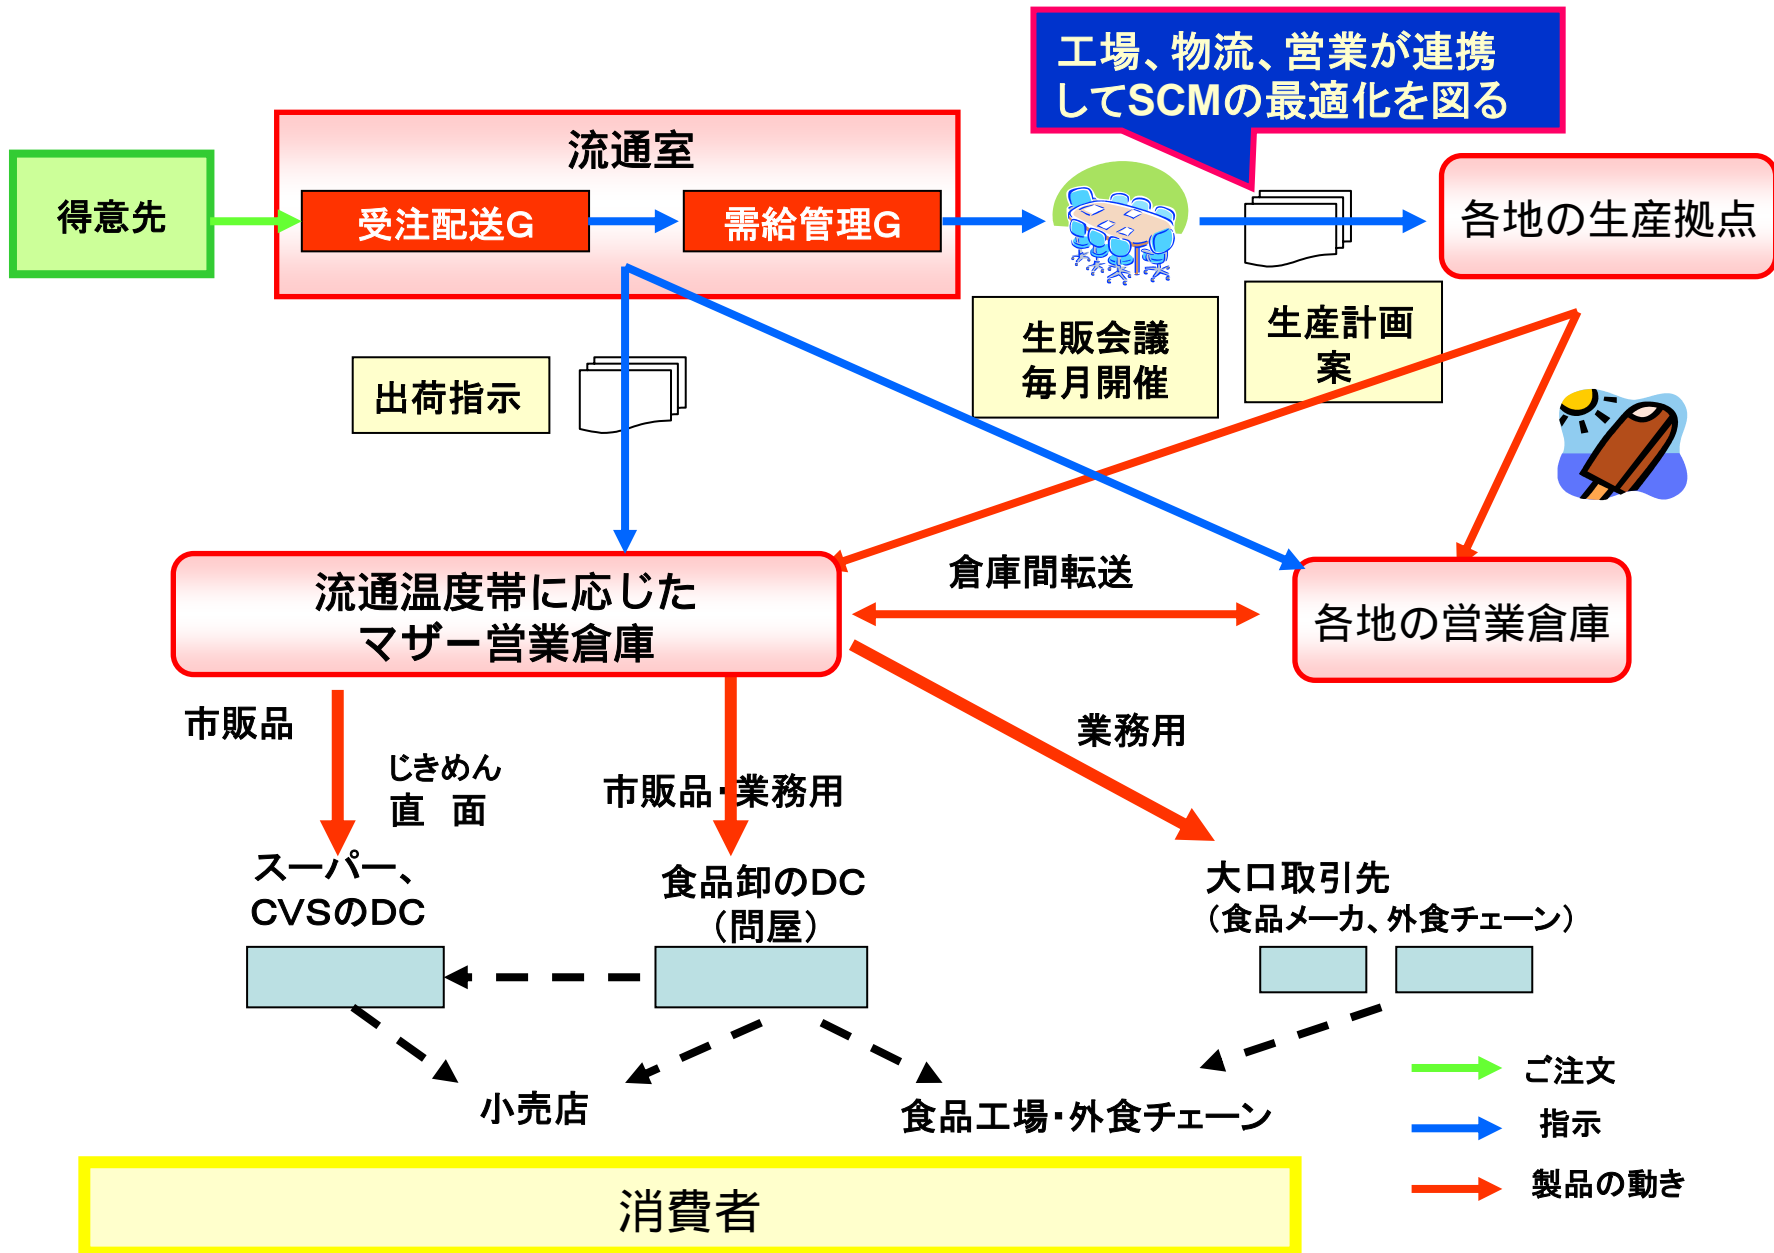 工場、物流、営業が連携
してSCMの最適化を図る
流通室
得意先
受注配送G
需給管理G
各地の生産拠点
生販会議
毎月開催
生産計画
案
出荷指示
流通温度帯に応じた
マザー営業倉庫
倉庫間転送
各地の営業倉庫
市販品
じきめん
直 面
市販品・業務用
業務用
スーパー、
CVSのDC
食品卸のDC
（問屋）
大口取引先
（食品メーカ、外食チェーン）
小売店
食品工場・外食チェーン
ご注文
指示
製品の動き
消費者